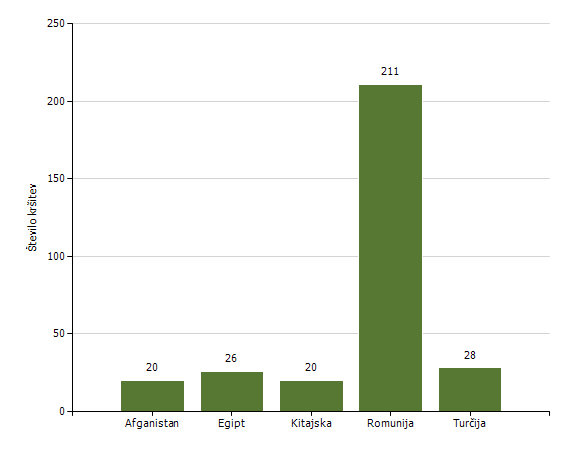 250
200
150
100
50
0
Število kršitev
20
26
20
211
28
Afganistan
Egipt
Kitajska
Romunija
Turčija